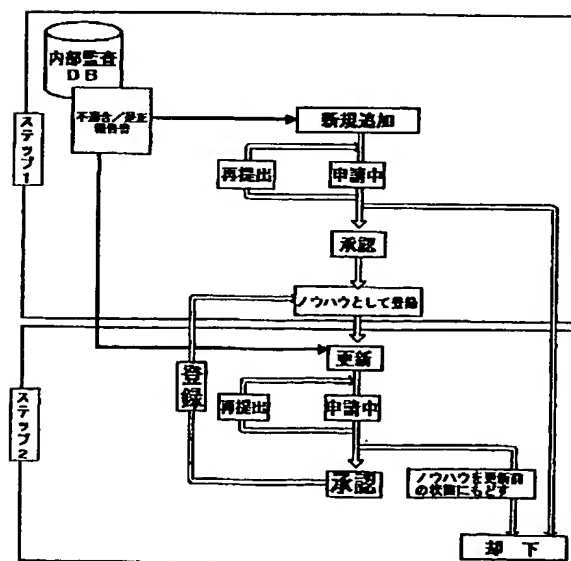 内部監査
DB
不適合/是正
報告書
ステップ1
新規追加
再提出
申請中
承認
ノウハウとして登録
更新
登録
再提出
申請中
ステップ2
承認
ノウハウを更新前
の状態にもどす
却下